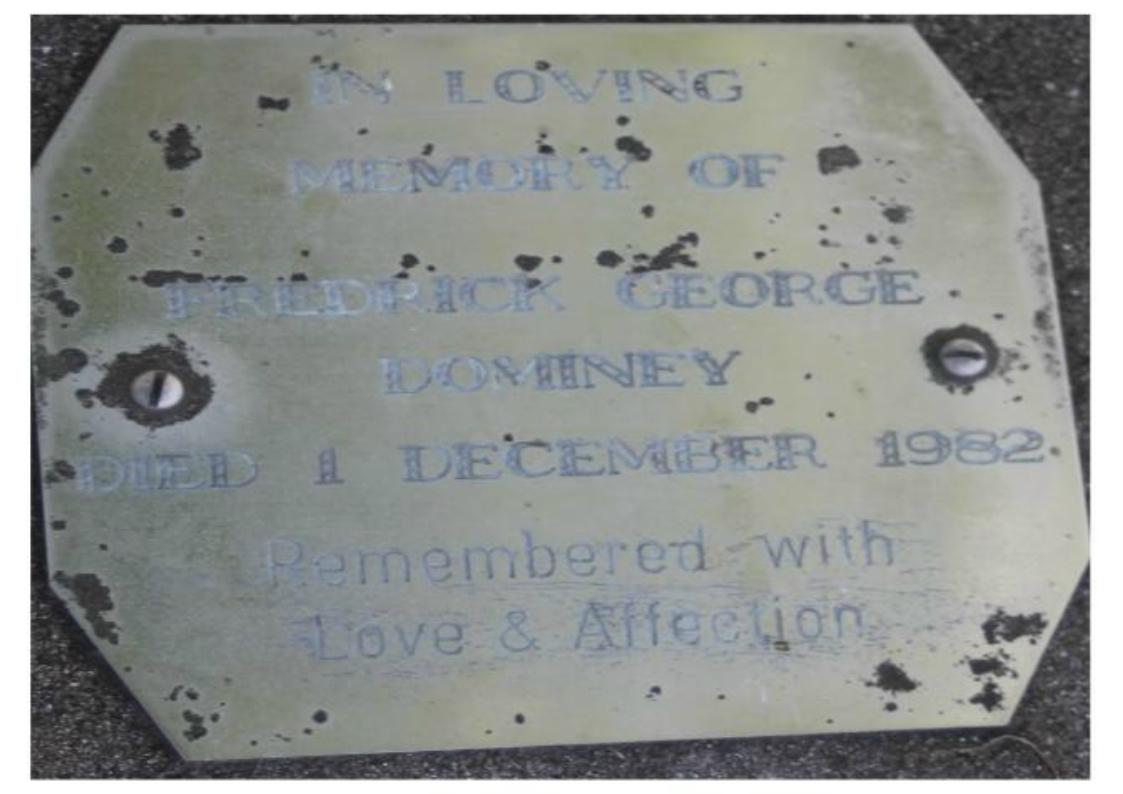 IN LOVING
MEMORY OF
FREDRICK GEORGE
DOMINEY
DIED 1 DECEMBER 1982
Remembered with
Love & Affection